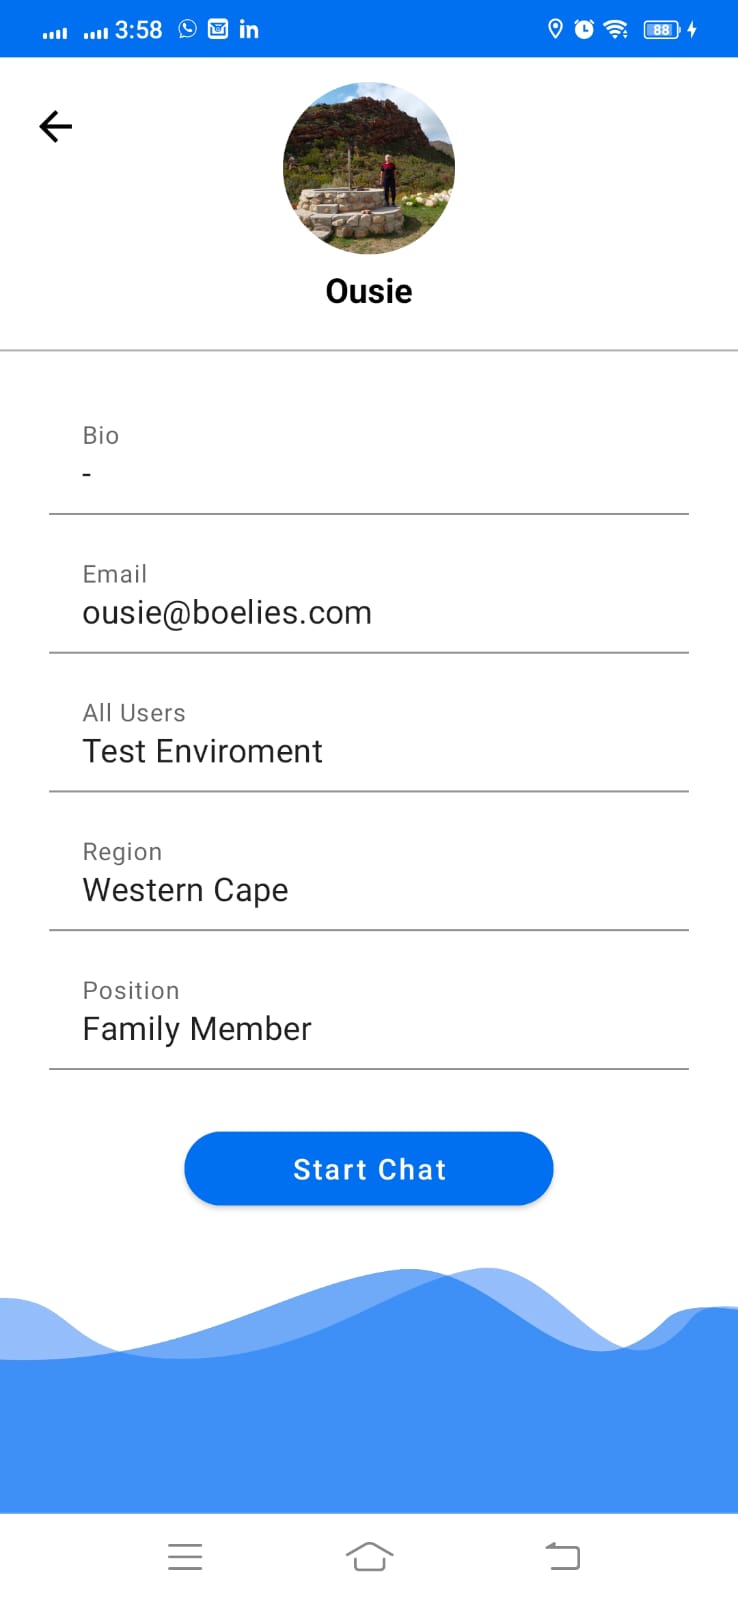 3:58 in 88
Ousie
Bio
-
Email
ousie@boelies.com
All Users
Test Enviroment
Region
Western Cape
Position
Family Member
Start Chat